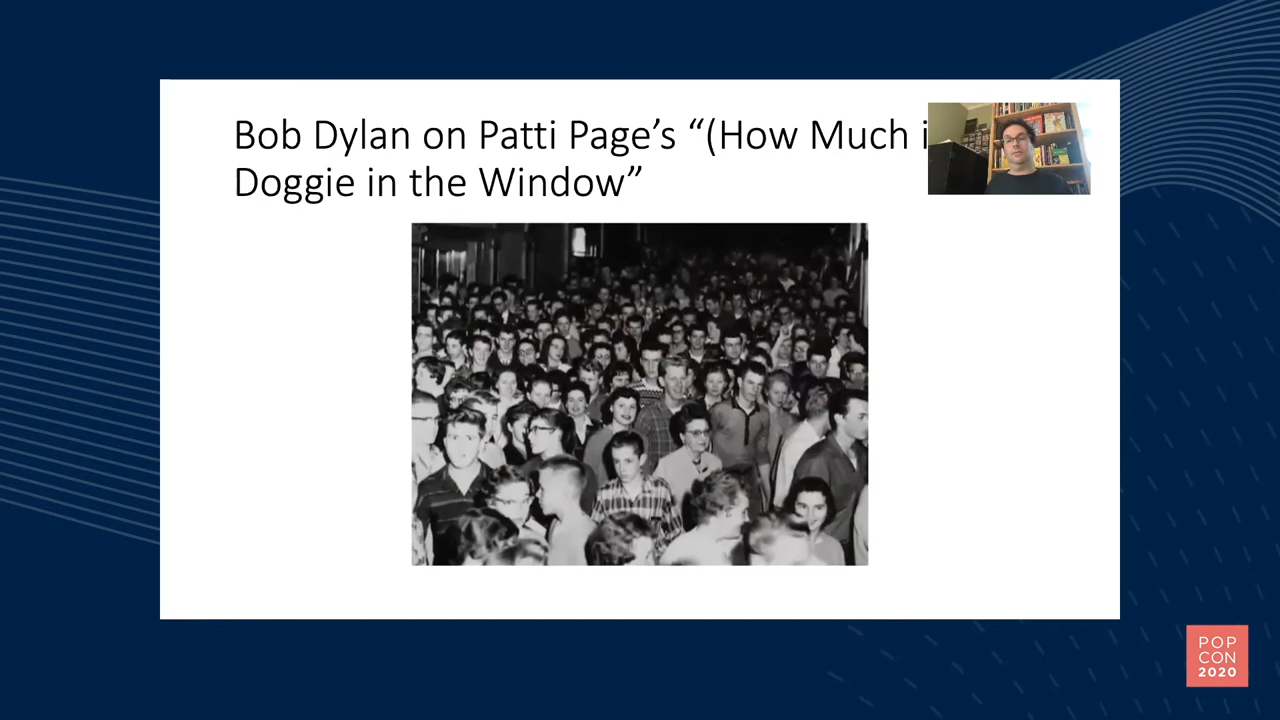 Bob Dylan on Patti Page’s “(How Much i
Doggie in the Window”
POP
CON
2020